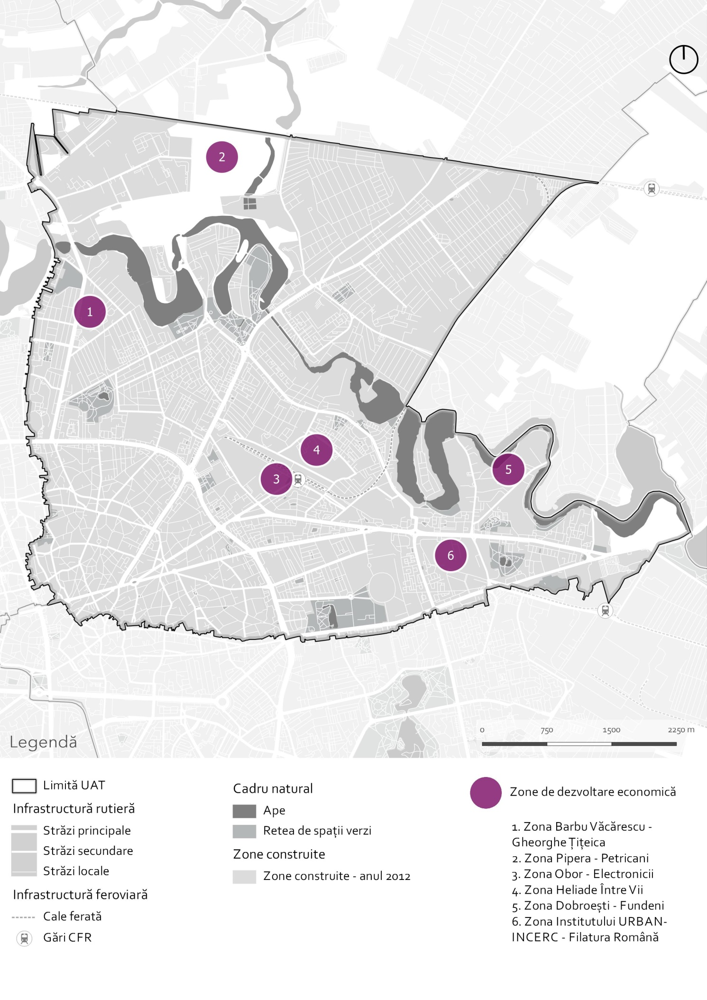 2
1
4
3
5
6
0 750 1500 2250 m
Legendă
Limită UAT
Infrastructură rutieră
Străzi principale
Străzi secundare
Străzi locale
Infrastructură feroviară
Cale ferată
Gări CFR
Cadru natural
Ape
Retea de spații verzi
Zone construite
Zone construite - anul 2012
Zone de dezvoltare economică
1. Zona Barbu Văcărescu -
Gheorghe Țițeica
2. Zona Pipera - Petricani
3. Zona Obor - Electronicii
4. Zona Heliade Între Vii
5. Zona Dobroești - Fundeni
6. Zona Institutului URBAN-
INCERC - Filatura Română